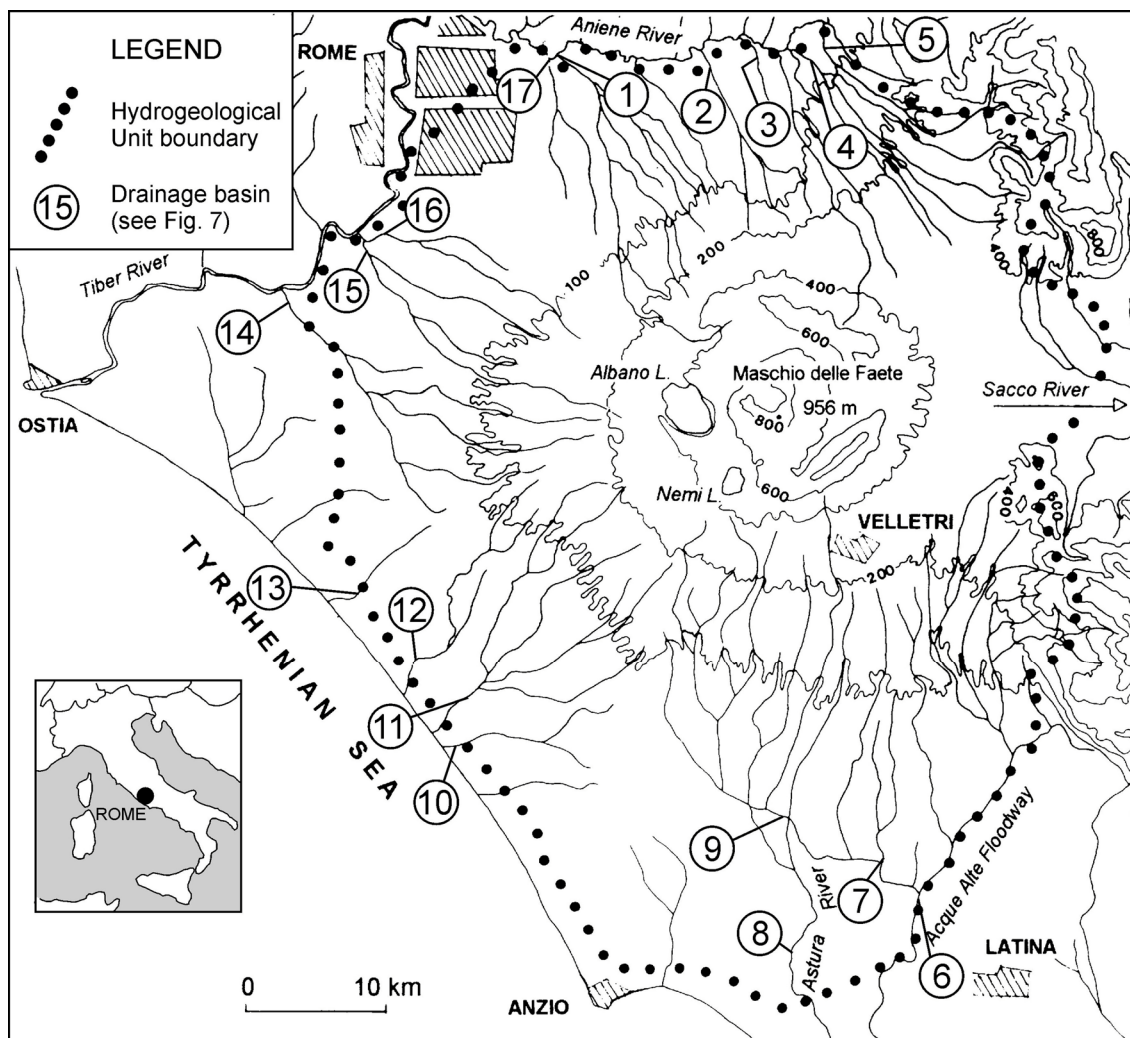 LEGEND
Hydrogeological
Unit boundary
15
Drainage basin
(see Fig. 7)
ROME
Aniene River
5
17
1
2
3
4
16
Tiber River
15
14
100
200
400
600
400
800
OSTIA
Albano L.
Maschio delle Faete
956 m
800
Sacco River
Nemi L.
600
VELLETRI
400
600
200
TYRRHENIAN SEA
13
12
11
10
ROME
9
7
River
Astura
8
Acque Alte Floodway
6
LATINA
0
10 km
ANZIO